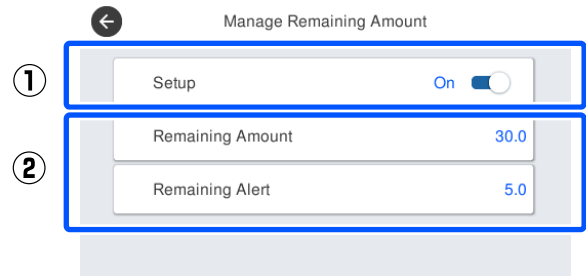 Manage Remaining Amount
① Setup On
② Remaining Amount 30.0
Remaining Alert 5.0